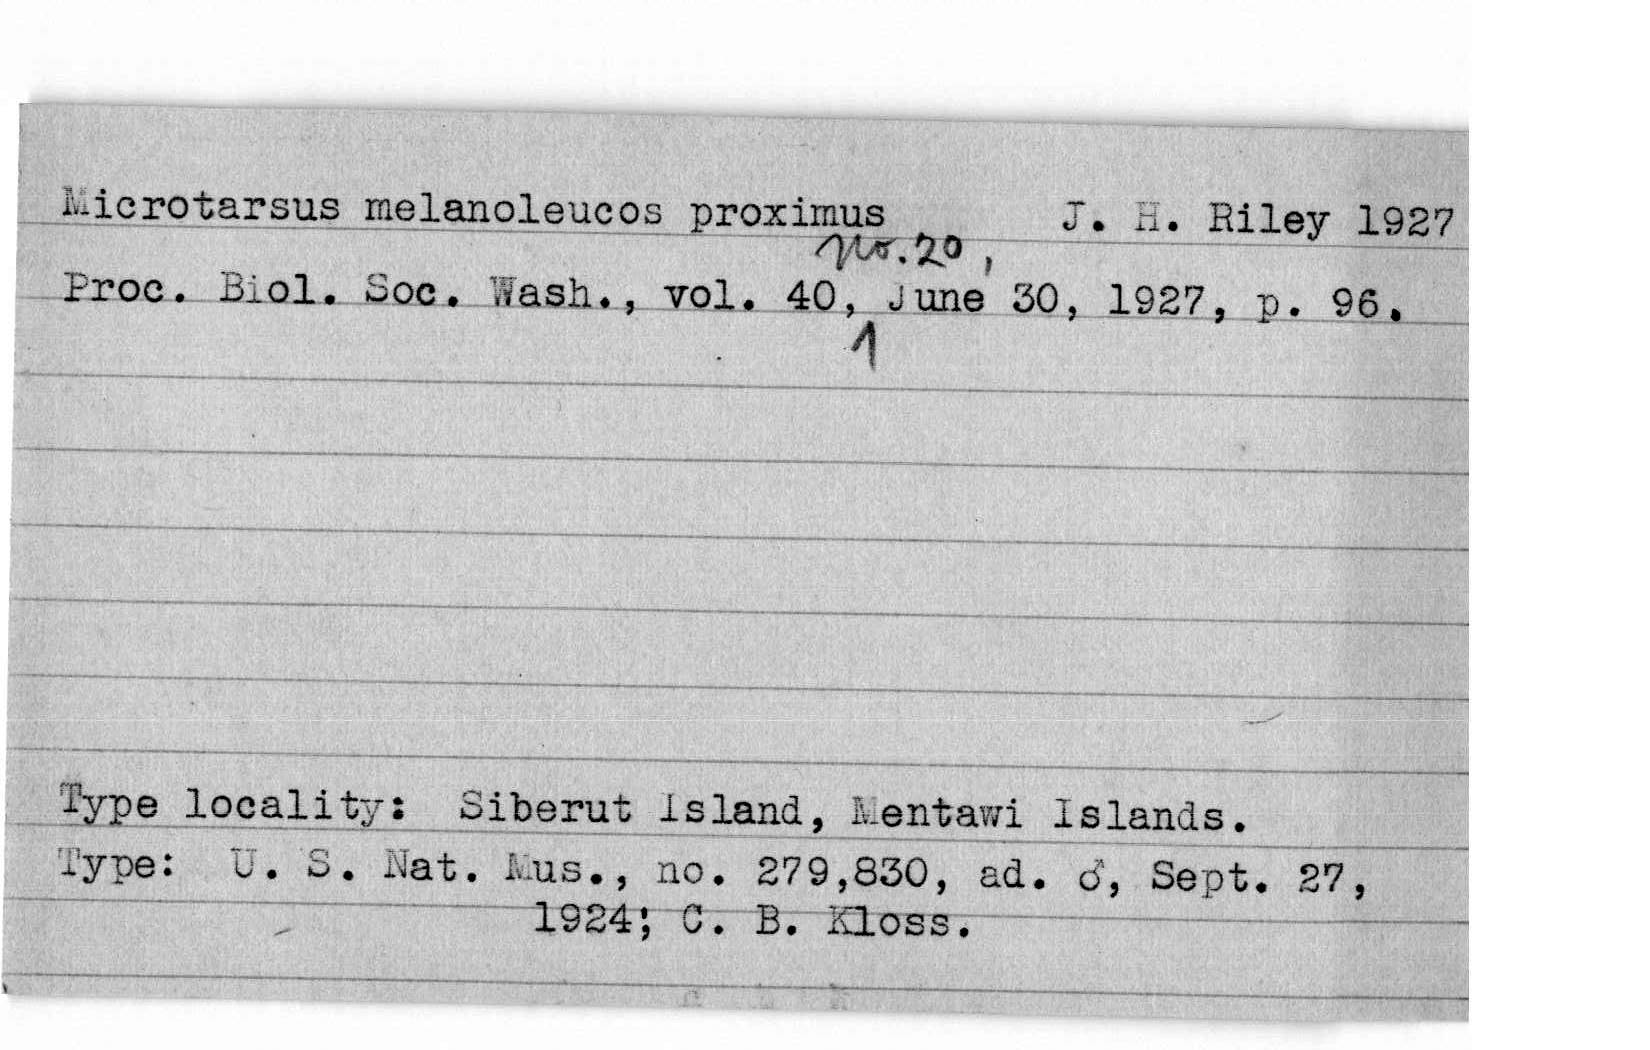 Microtarsus melanoleucos proximus J. H. Riley 1927
no. 20,
Proc. Biol. Soc. Wash., vol. 40, June 30, 1927, p. 96.
Type locality: Siberut Island, Mentawi Islands.
Type: U. S. Nat. Mus., no. 279,830, ad. ♂, Sept. 27,
1924; C. B. Kloss.